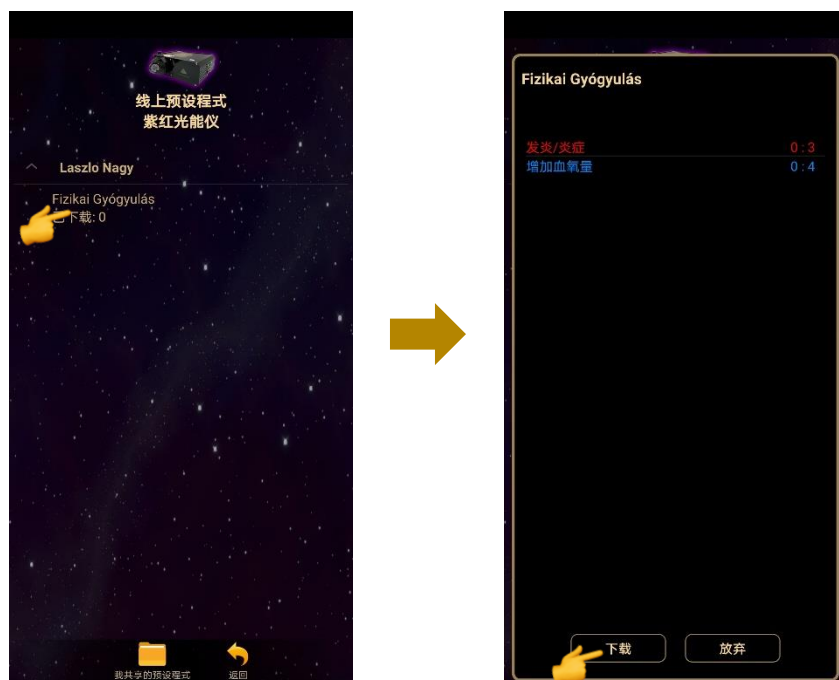 线上预设程式
紫红光能仪
Laszlo Nagy
Fizikai Gyógyulás
已下载: 0
我共享的预设程式
返回
Fizikai Gyógyulás
发炎/炎症 0 : 3
增加血氧量 0 : 4
下载
放弃